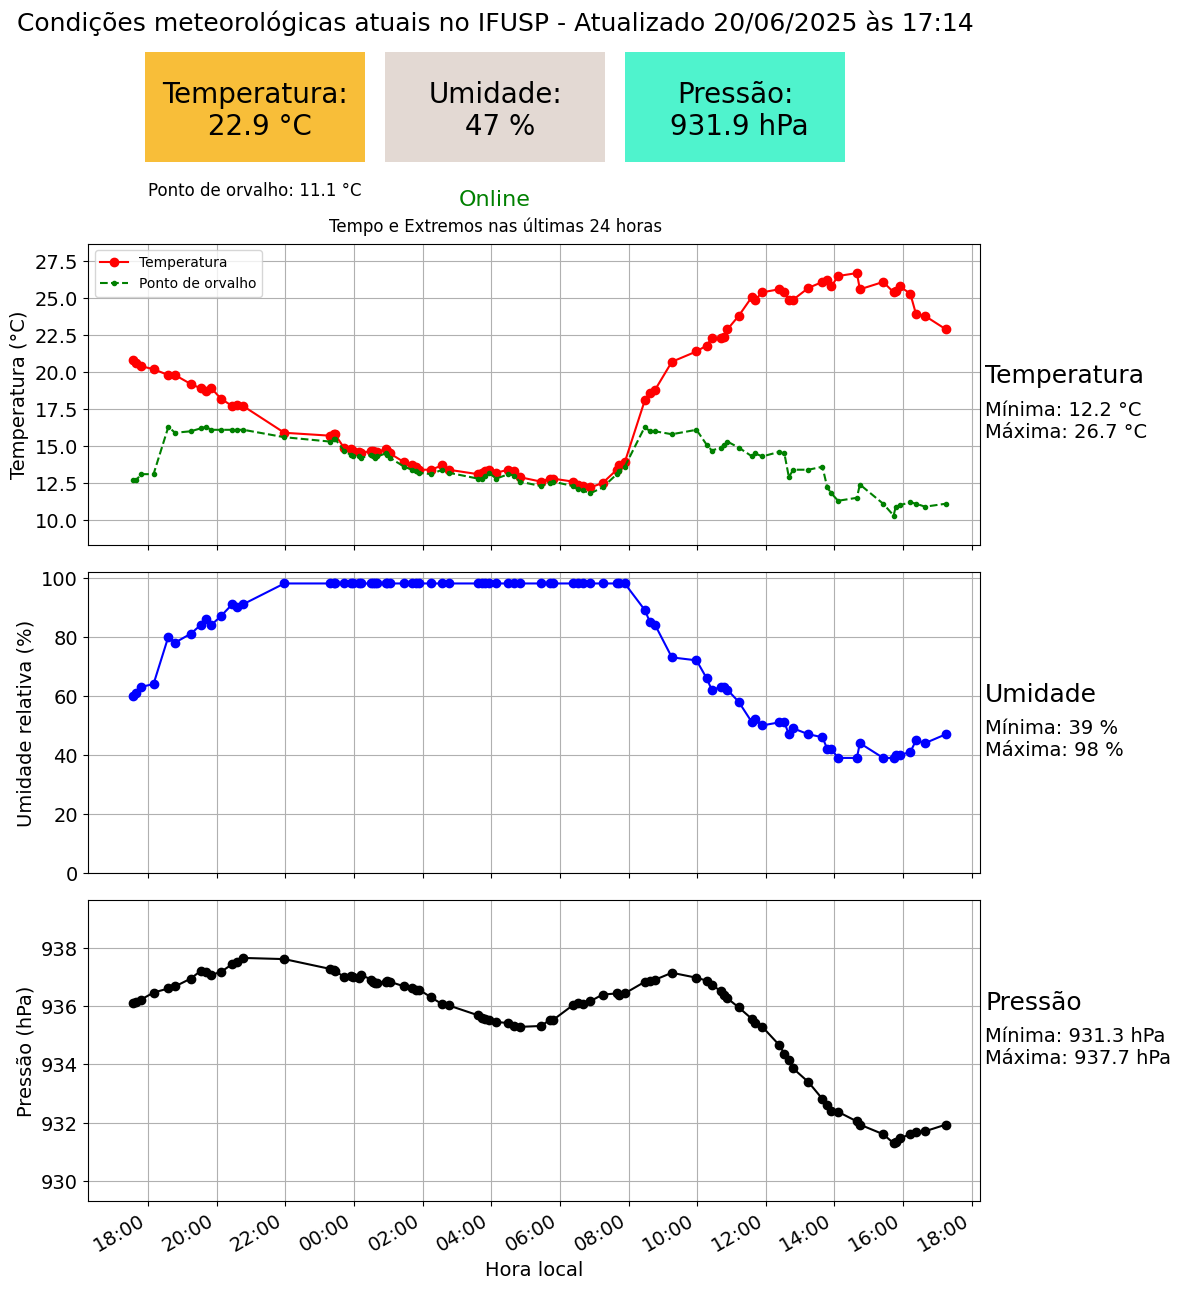 Condições meteorológicas atuais no IFUSP - Atualizado 20/06/2025 às 17:14
Temperatura:
22.9 °C
Umidade:
47 %
Pressão:
931.9 hPa
Ponto de orvalho: 11.1 °C
Online
Tempo e Extremos nas últimas 24 horas
Temperatura
Ponto de orvalho
Temperatura (°C)
27.5
25.0
22.5
20.0
17.5
15.0
12.5
10.0
Temperatura
Mínima: 12.2 °C
Máxima: 26.7 °C
Umidade relativa (%)
100
80
60
40
20
0
Umidade
Mínima: 39 %
Máxima: 98 %
Pressão (hPa)
938
936
934
932
930
Pressão
Mínima: 931.3 hPa
Máxima: 937.7 hPa
18:00
20:00
22:00
00:00
02:00
04:00
06:00
08:00
10:00
12:00
14:00
16:00
18:00
Hora local